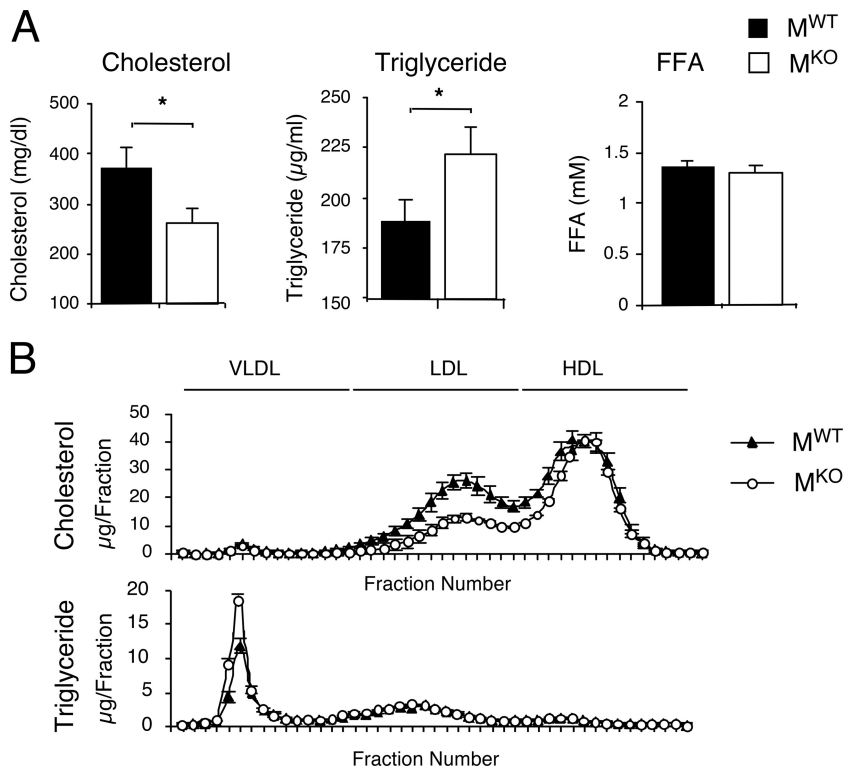 A
M^WT
M^KO
Cholesterol
Triglyceride
FFA
Cholesterol (mg/dl)
500
400
300
200
100
*
Triglyceride (µg/ml)
250
225
200
175
150
*
FFA (mM)
2
1.5
1
0.5
0
B
VLDL
LDL
HDL
Cholesterol
µg/Fraction
50
40
30
20
10
0
Fraction Number
M^WT
M^KO
Triglyceride
µg/Fraction
20
15
10
5
0
Fraction Number